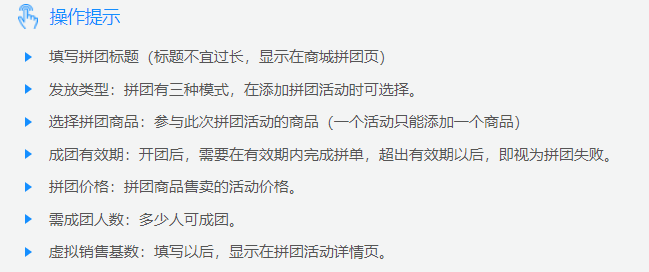 操作提示
填写拼团标题（标题不宜过长，显示在商城拼团页）
发放类型：拼团有三种模式，在添加拼团活动时可选择。
选择拼团商品：参与此次拼团活动的商品（一个活动只能添加一个商品）
成团有效期：开团后，需要在有效期内完成拼单，超出有效期以后，即视为拼团失败。
拼团价格：拼团商品售卖的活动价格。
需成团人数：多少人可成团。
虚拟销售基数：填写以后，显示在拼团活动详情页。